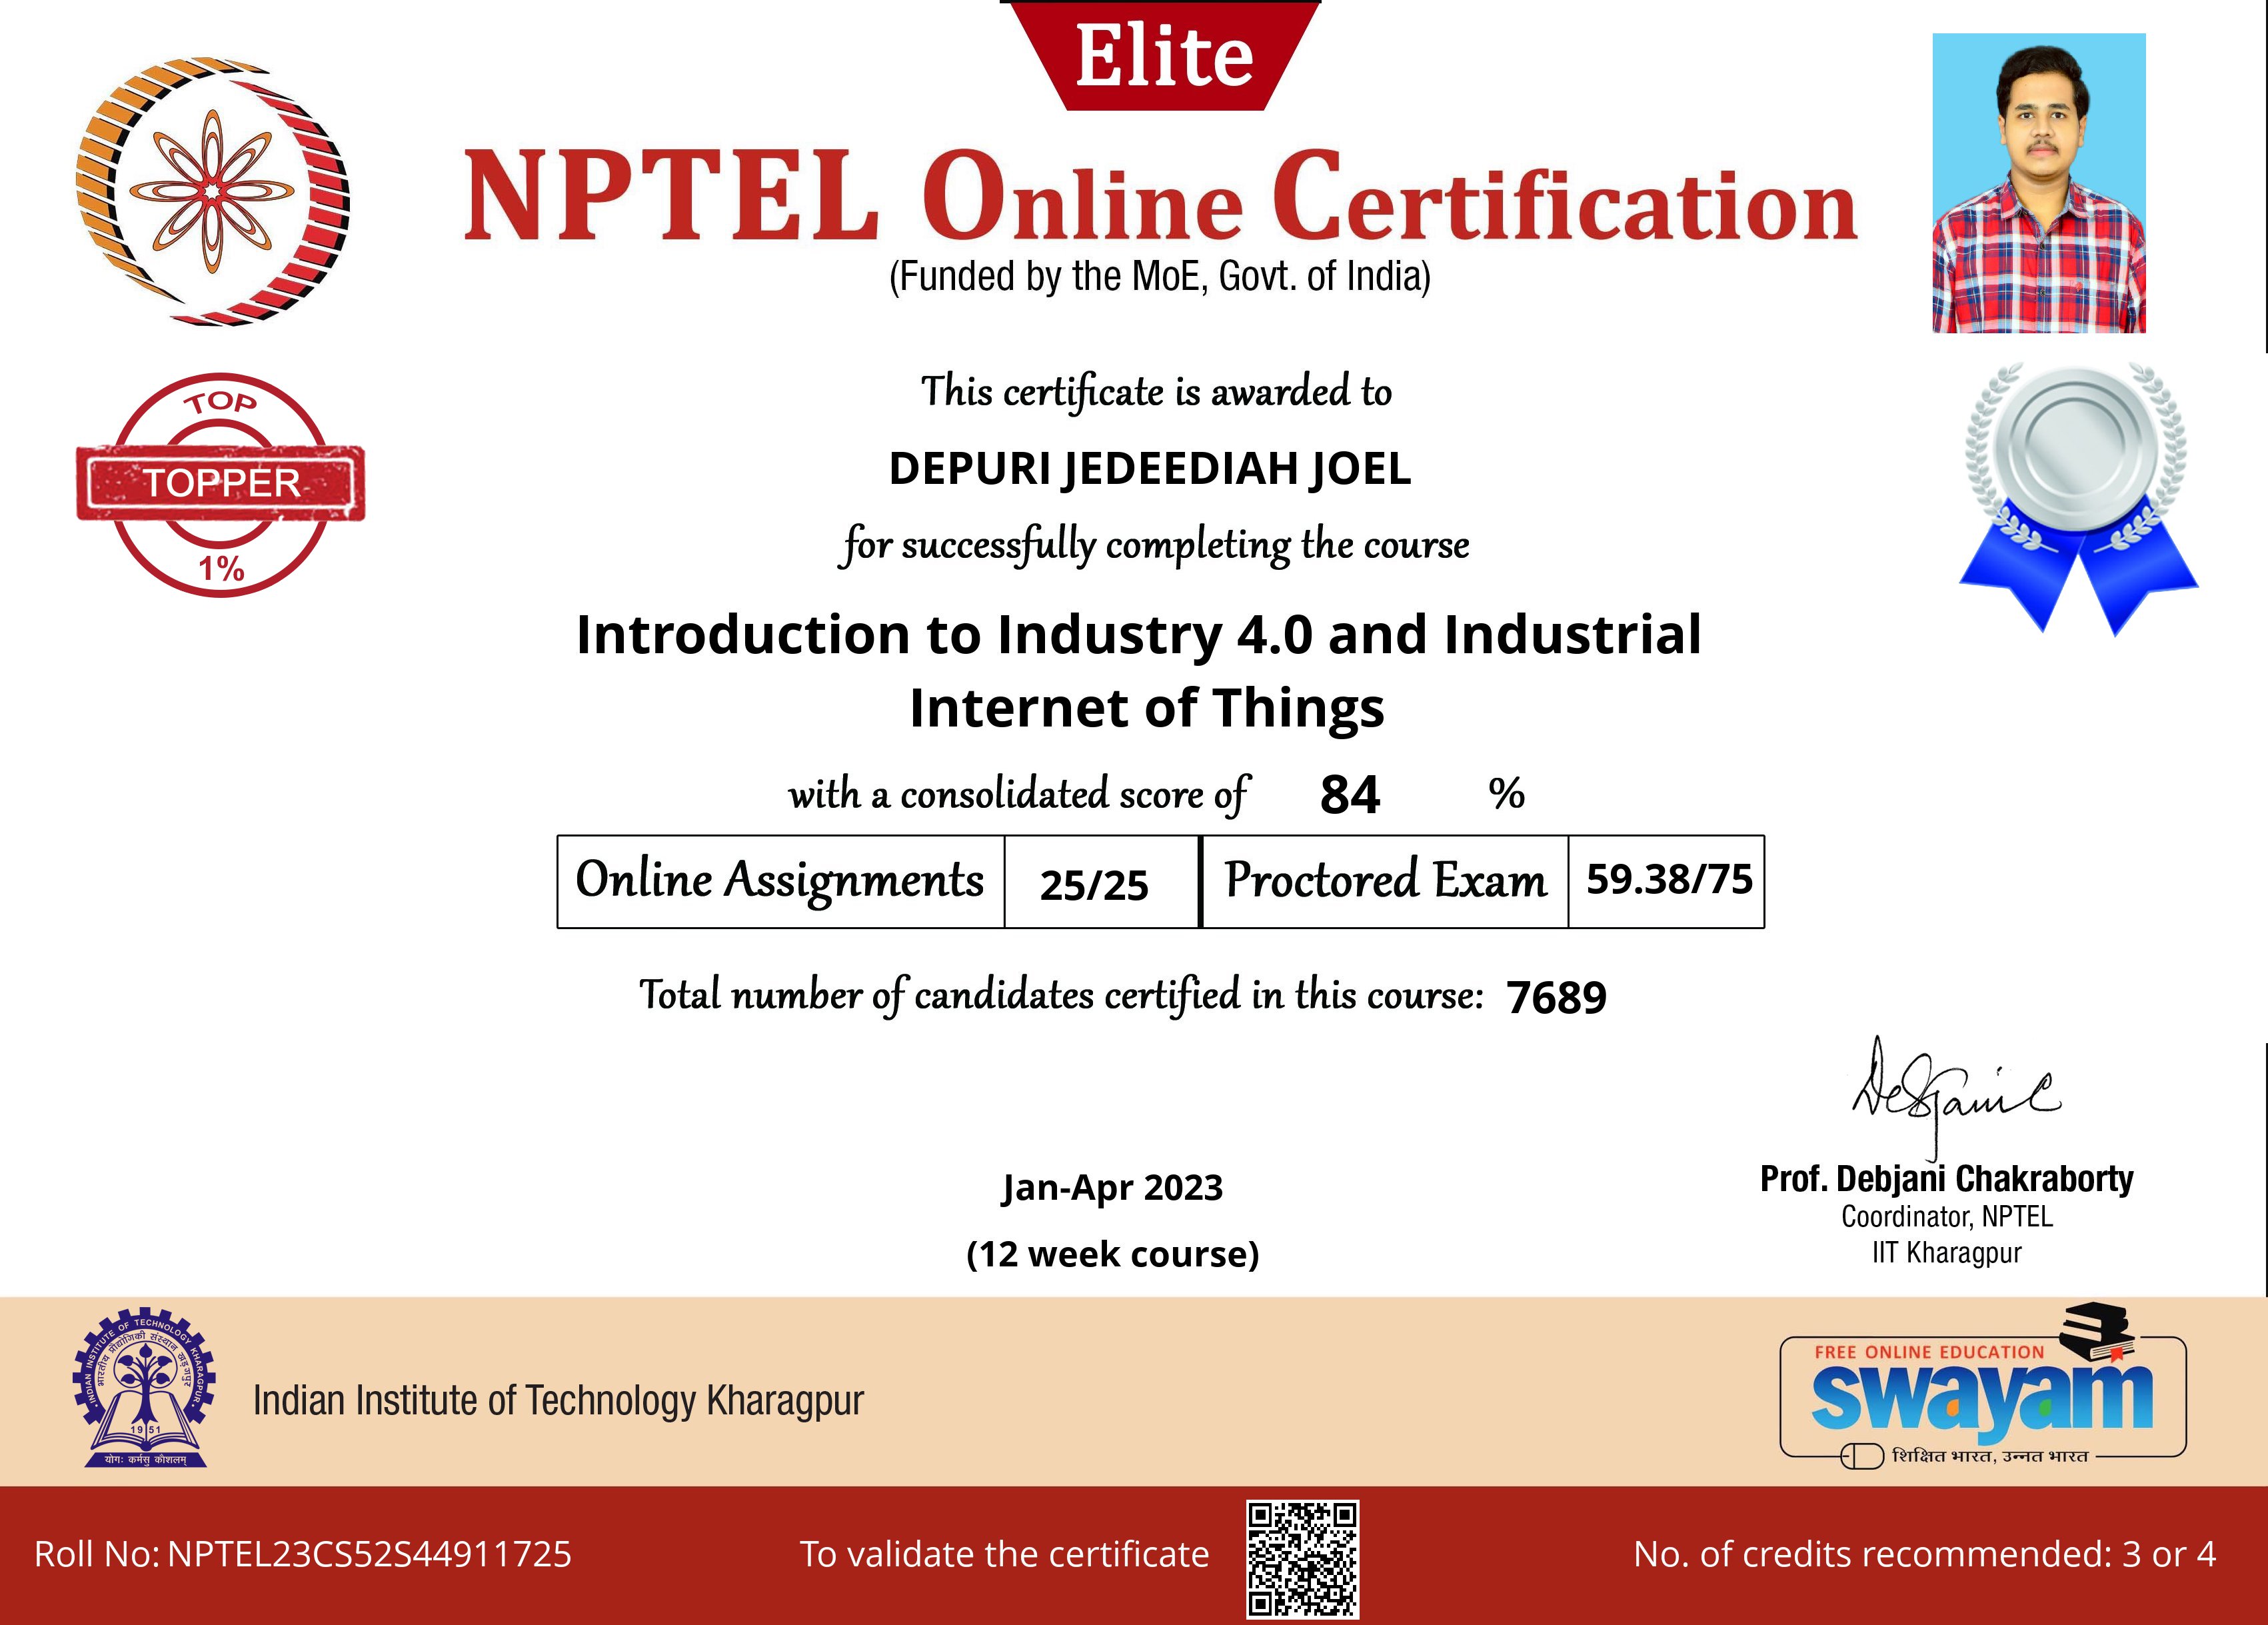 Elite
NPTEL Online Certification
(Funded by the MoE, Govt. of India)
This certificate is awarded to
DEPURI JEDEEDIAH JOEL
TOP
TOPPER
1%
for successfully completing the course
Introduction to Industry 4.0 and Industrial
Internet of Things
with a consolidated score of 84 %
Online Assignments 25/25 Proctored Exam 59.38/75
Total number of candidates certified in this course: 7689
Prof. Debjani Chakraborty
Coordinator, NPTEL
IIT Kharagpur
Jan-Apr 2023
(12 week course)
INDIAN INSTITUTE OF TECHNOLOGY KHARAGPUR
भारतीय प्रौद्योगिकी संस्थान खड़गपुर
1951
योगः कर्मसु कौशलम्
Indian Institute of Technology Kharagpur
FREE ONLINE EDUCATION
swayam
शिक्षित भारत, उन्नत भारत
Roll No: NPTEL23CS52S44911725
To validate the certificate
No. of credits recommended: 3 or 4